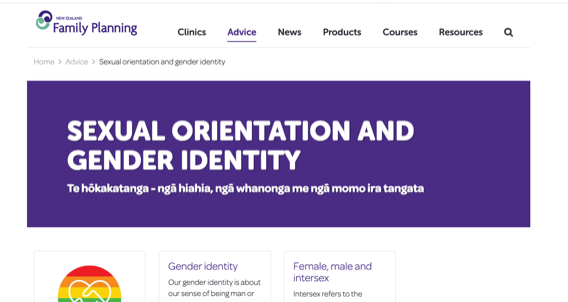 NEW ZEALAND
Family Planning
Clinics Advice News Products Courses Resources
Home > Advice > Sexual orientation and gender identity
SEXUAL ORIENTATION AND
GENDER IDENTITY
Te hōkakatanga - ngā hiahia, ngā whanonga me ngā momo ira tangata
Gender identity
Our gender identity is about
our sense of being man or
Female, male and
intersex
Intersex refers to the